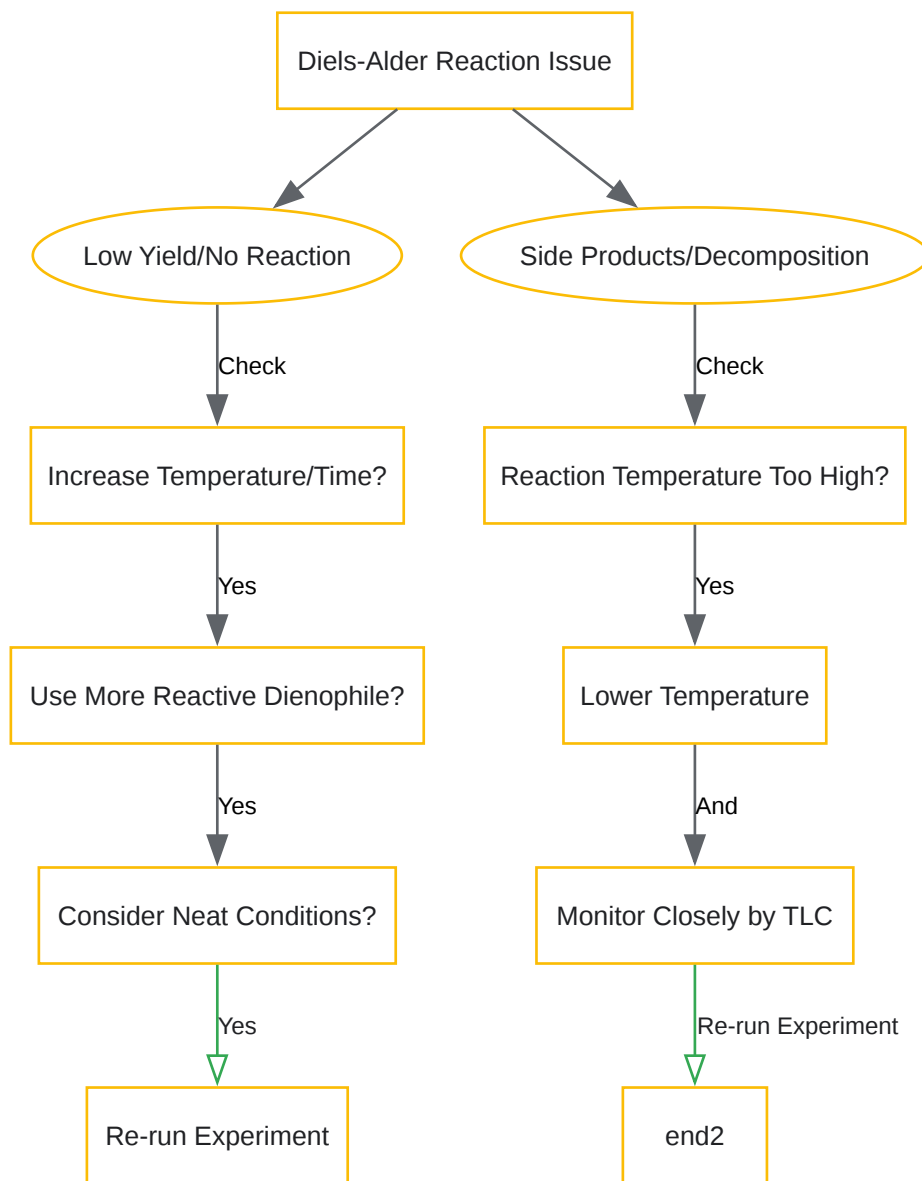 Diels-Alder Reaction Issue
Low Yield/No Reaction
Side Products/Decomposition
Check
Check
Increase Temperature/Time?
Reaction Temperature Too High?
Yes
Yes
Use More Reactive Dienophile?
Lower Temperature
Yes
And
Consider Neat Conditions?
Monitor Closely by TLC
Yes
Re-run Experiment
Re-run Experiment
end2